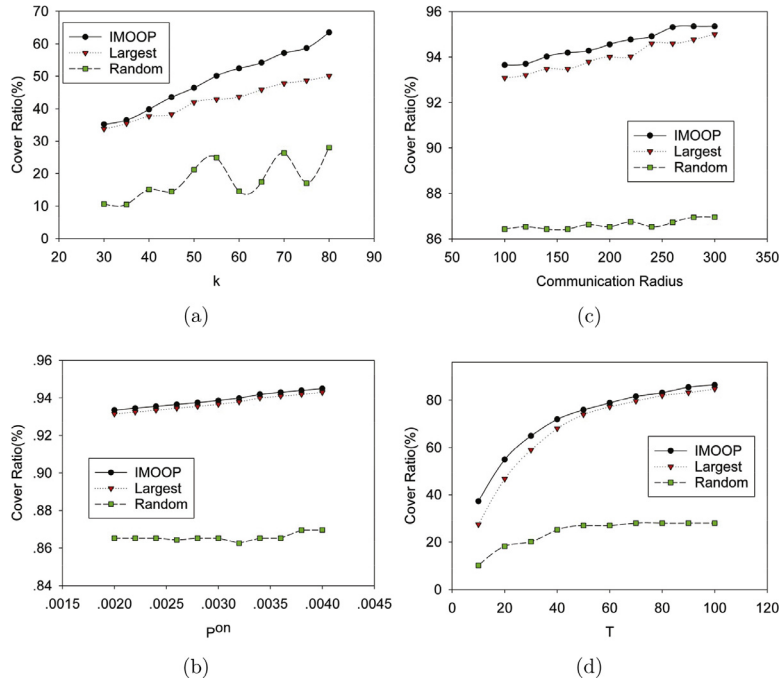 70
60
50
40
30
20
10
0
Cover Ratio(%)
IMOOP
Largest
Random
20 30 40 50 60 70 80 90
k
(a)
96
94
92
90
88
86
Cover Ratio(%)
IMOOP
Largest
Random
50 100 150 200 250 300 350
Communication Radius
(c)
.96
.94
.92
.90
.88
.86
.84
Cover Ratio(%)
IMOOP
Largest
Random
.0015 .0020 .0025 .0030 .0035 .0040 .0045
Pon
(b)
80
60
40
20
0
Cover Ratio(%)
IMOOP
Largest
Random
0 20 40 60 80 100 120
T
(d)